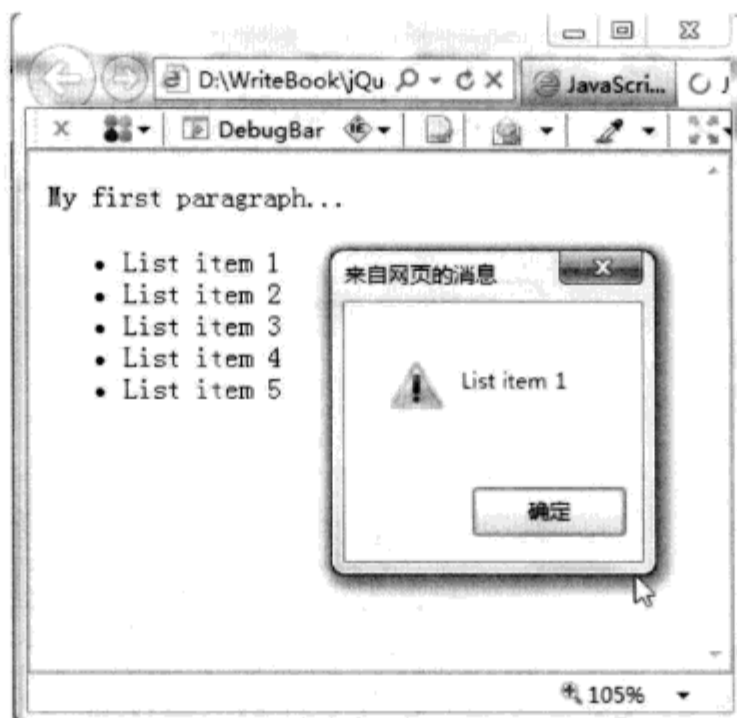 D:\WriteBook\jQu
JavaScri...
J
DebugBar
My first paragraph...
• List item 1
• List item 2
• List item 3
• List item 4
• List item 5
来自网页的消息
List item 1
确定
105%